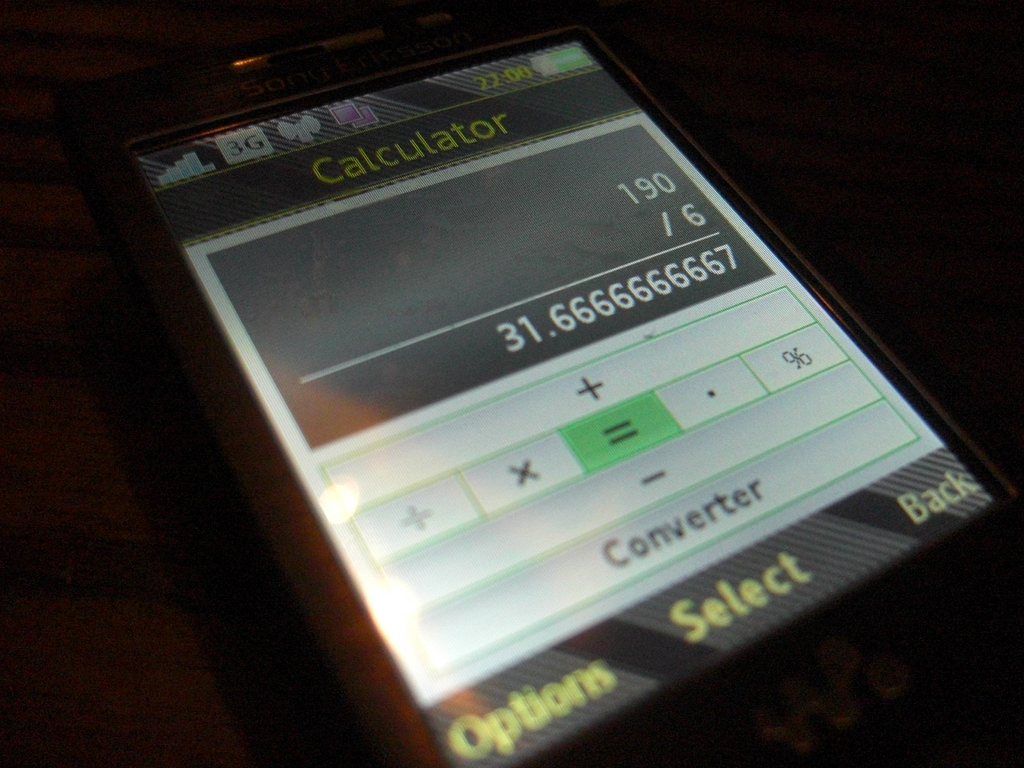 Sony Ericsson
3G 22:00
Calculator
190
/ 6
31.6666666667
+
÷ × = . %
−
Converter
Options Select Back